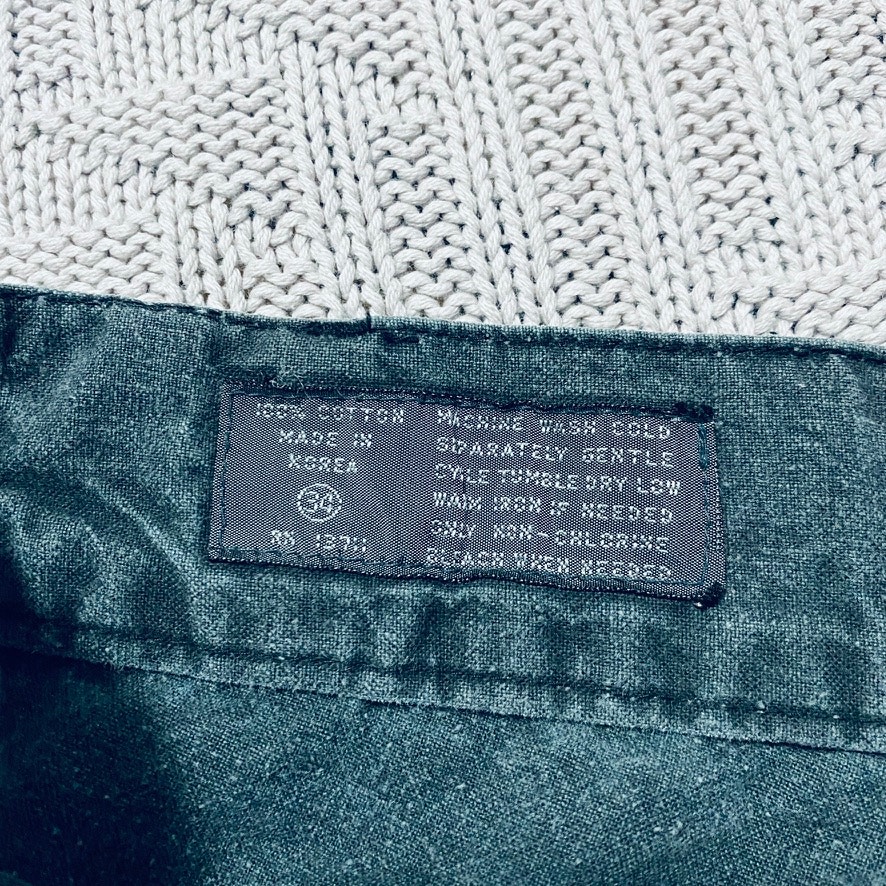 100% COTTON
MADE IN
KOREA
34
MACHINE WASH COLD
SEPARATELY GENTLE
CYLE TUMBLE DRY LOW
WARM IRON IF NEEDED
ONLY NON-CHLORINE
BLEACH WHEN NEEDED